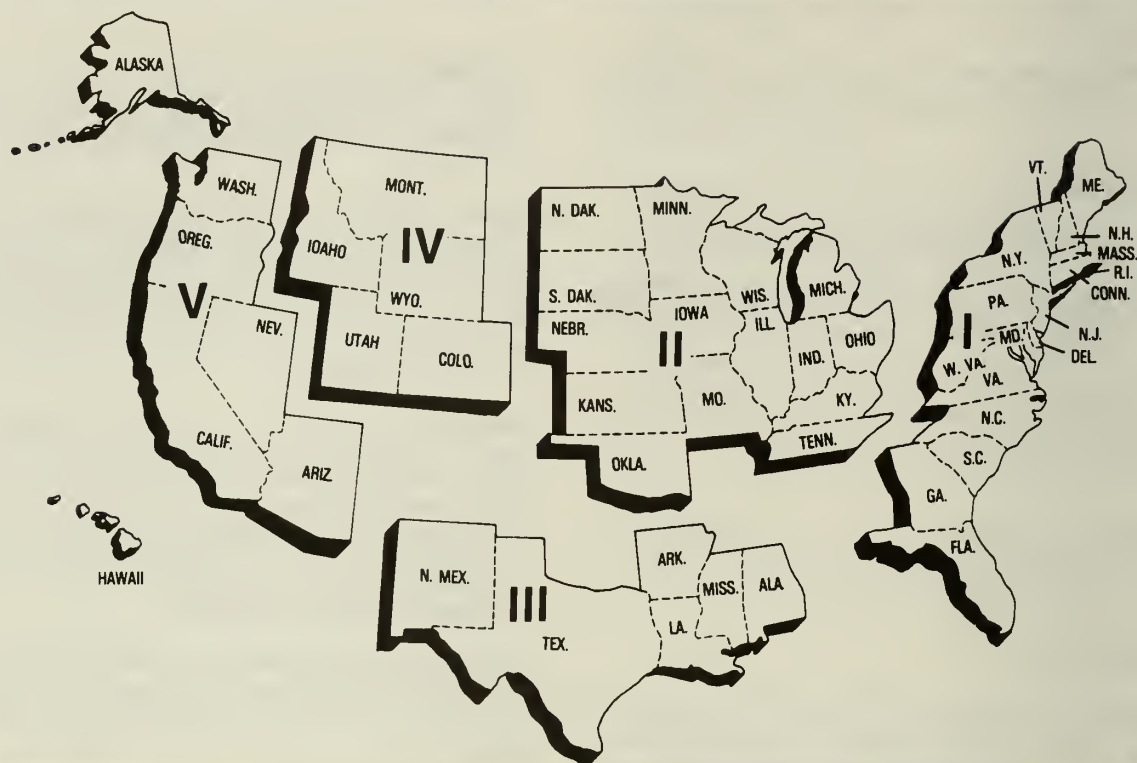 ALASKA
WASH.
OREG.
V
NEV.
CALIF.
ARIZ.
HAWAII
MONT.
IOAHO
IV
WYO.
UTAH
COLO.
N. DAK.
MINN.
S. DAK.
WIS.
MICH.
NEBR.
IOWA
ILL.
II
IND.
OHIO
KANS.
MO.
KY.
OKLA.
TENN.
N. MEX.
III
TEX.
ARK.
LA.
MISS.
ALA.
VT.
ME.
N.H.
MASS.
R.I.
CONN.
N.Y.
PA.
N.J.
I
MD.
DEL.
W. VA.
VA.
N.C.
S.C.
GA.
FLA.